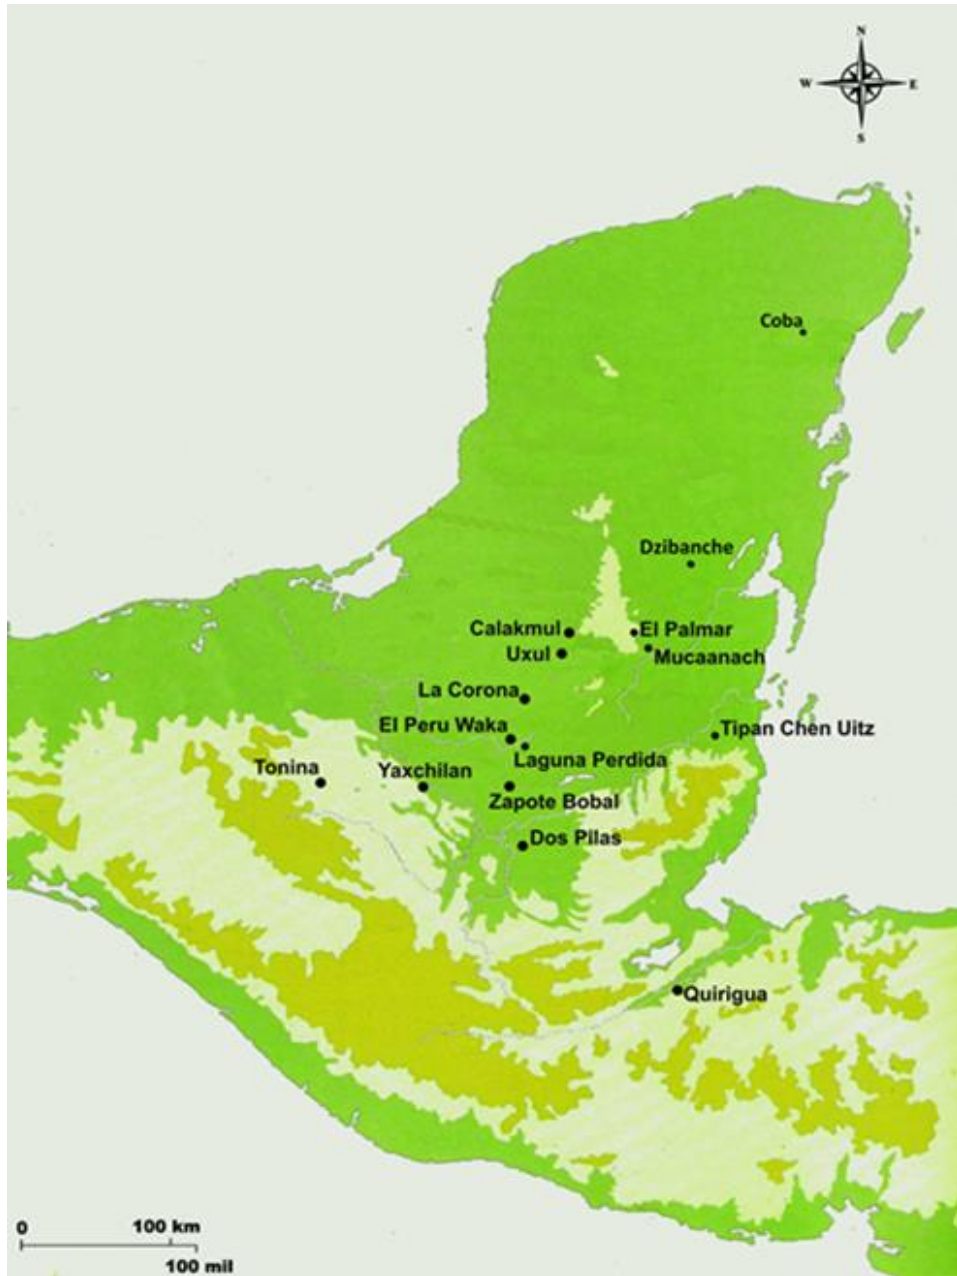 N
W E
S
Coba
Dzibanche
Calakmul
El Palmar
Uxul
Mucaanach
La Corona
El Peru Waka
Tipan Chen Uitz
Laguna Perdida
Tonina
Yaxchilan
Zapote Bobal
Dos Pilas
Quirigua
0 100 km
100 mil